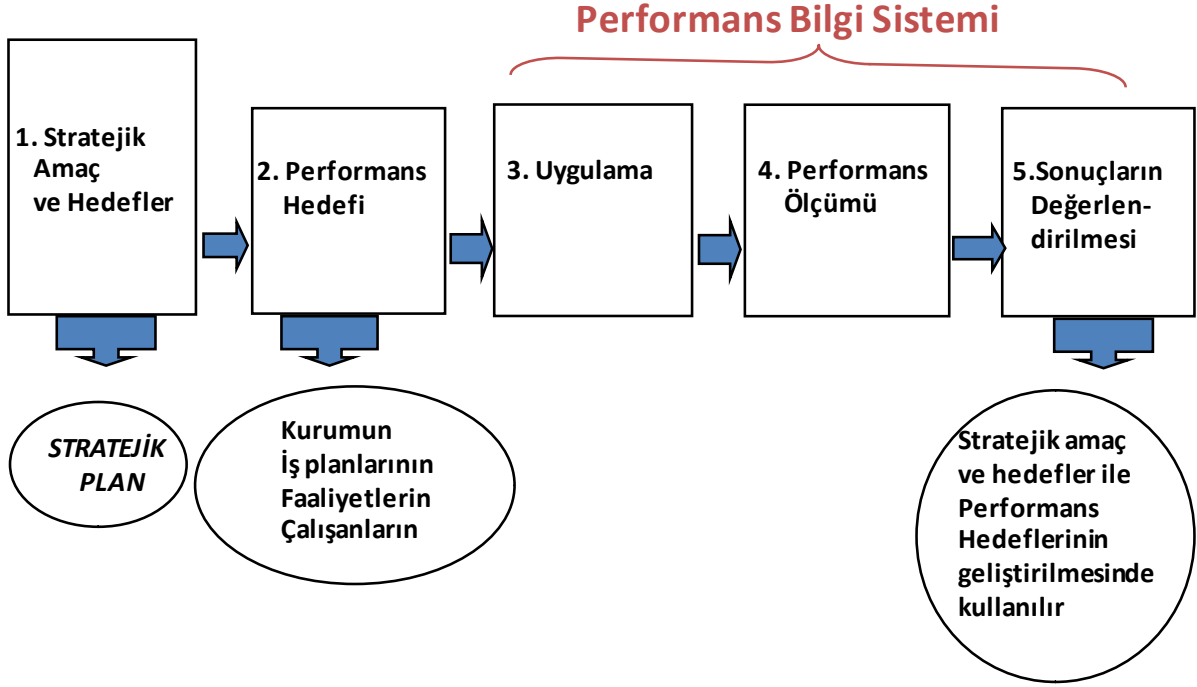 Performans Bilgi Sistemi
1. Stratejik
Amaç
ve Hedefler
2. Performans
Hedefi
3. Uygulama
4. Performans
Ölçümü
5.Sonuçların
Değerlen-
dirilmesi
STRATEJİK
PLAN
Kurumun
İş planlarının
Faaliyetlerin
Çalışanların
Stratejik amaç
ve hedefler ile
Performans
Hedeflerinin
geliştirilmesinde
kullanılır